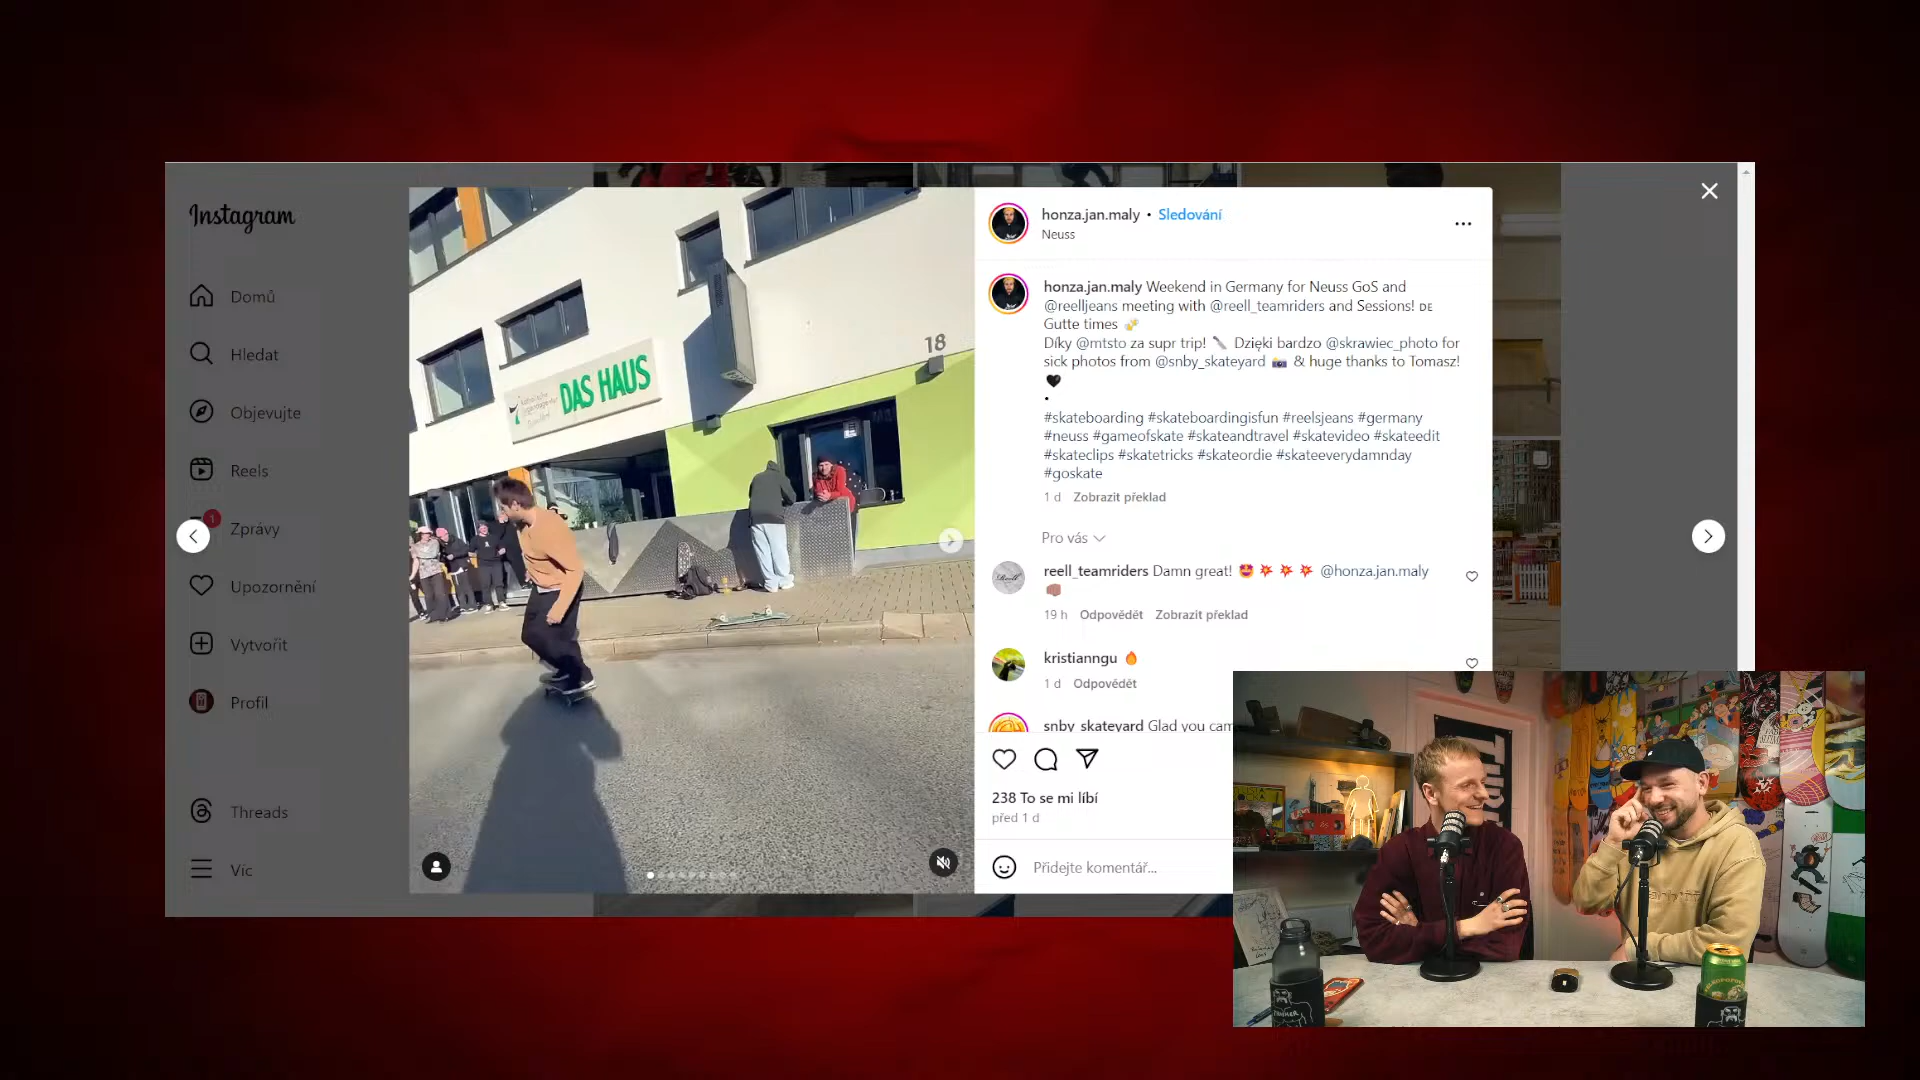 Instagram
Domů
Hledat
Objevujte
Reels
1
Zprávy
Upozornění
Vytvořit
Profil
Threads
Víc
DAS HAUS
18
honza.jan.maly • Sledování
Neuss
honza.jan.maly Weekend in Germany for Neuss GoS and
@reelljeans meeting with @reell_teamriders and Sessions! DE
Gutte times
Díky @mtsto za supr trip! Dzięki bardzo @skrawiec_photo for
sick photos from @snby_skateyard & huge thanks to Tomasz!
•
#skateboarding #skateboardingisfun #reelsjeans #germany
#neuss #gameofskate #skateandtravel #skatevideo #skateedit
#skateclips #skatetricks #skateordie #skateeverydamnday
#goskate
1 d Zobrazit překlad
Pro vás
reell_teamriders Damn great! @honza.jan.maly
19 h Odpovědět Zobrazit překlad
kristianngu
1 d Odpovědět
snby_skateyard Glad you cam
238 To se mi líbí
před 1 d
Přidejte komentář...